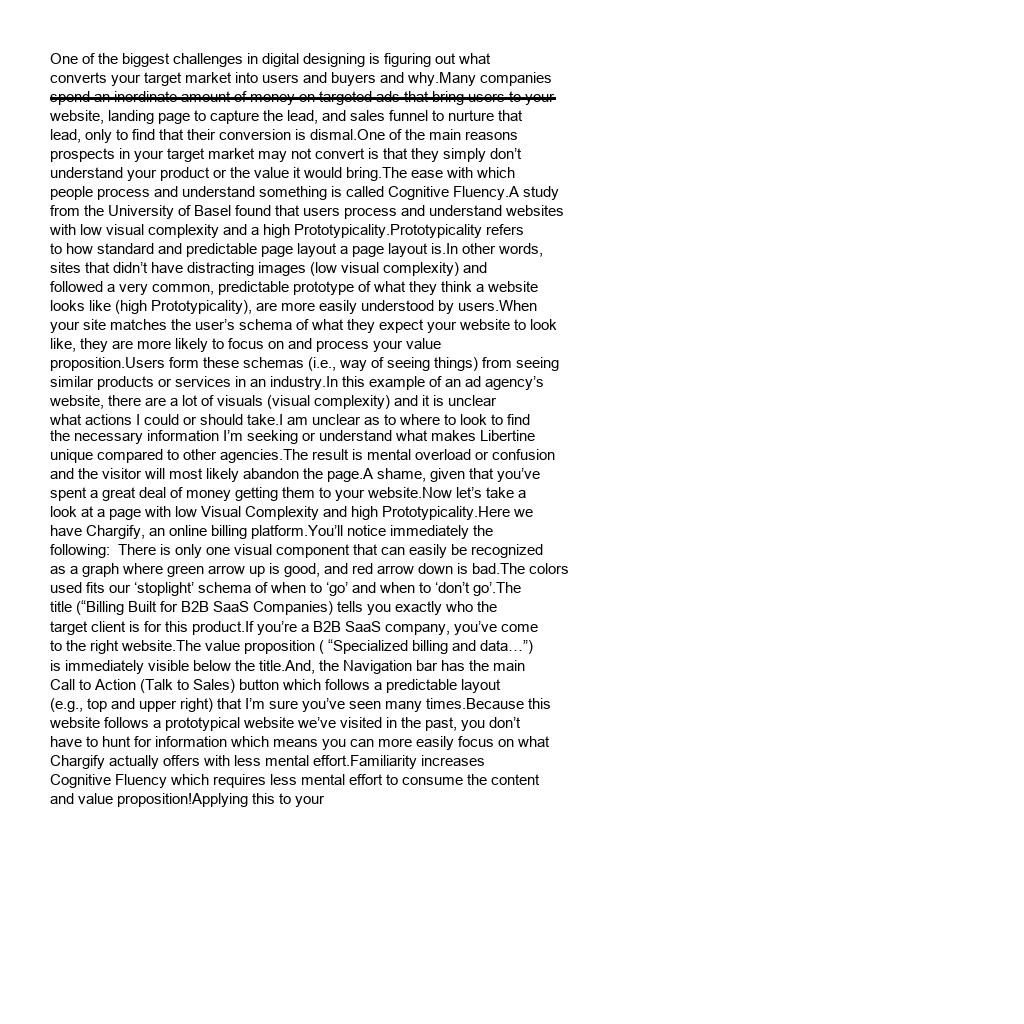 One of the biggest challenges in digital designing is figuring out what
converts your target market into users and buyers and why.Many companies
spend an inordinate amount of money on targeted ads that bring users to your
website, landing page to capture the lead, and sales funnel to nurture that
lead, only to find that their conversion is dismal.One of the main reasons
prospects in your target market may not convert is that they simply don’t
understand your product or the value it would bring.The ease with which
people process and understand something is called Cognitive Fluency.A study
from the University of Basel found that users process and understand websites
with low visual complexity and a high Prototypicality.Prototypicality refers
to how standard and predictable page layout a page layout is.In other words,
sites that didn’t have distracting images (low visual complexity) and
followed a very common, predictable prototype of what they think a website
looks like (high Prototypicality), are more easily understood by users.When
your site matches the user’s schema of what they expect your website to look
like, they are more likely to focus on and process your value
proposition.Users form these schemas (i.e., way of seeing things) from seeing
similar products or services in an industry.In this example of an ad agency’s
website, there are a lot of visuals (visual complexity) and it is unclear
what actions I could or should take.I am unclear as to where to look to find
the necessary information I’m seeking or understand what makes Libertine
unique compared to other agencies.The result is mental overload or confusion
and the visitor will most likely abandon the page.A shame, given that you’ve
spent a great deal of money getting them to your website.Now let’s take a
look at a page with low Visual Complexity and high Prototypicality.Here we
have Chargify, an online billing platform.You’ll notice immediately the
following:  There is only one visual component that can easily be recognized
as a graph where green arrow up is good, and red arrow down is bad.The colors
used fits our ‘stoplight’ schema of when to ‘go’ and when to ‘don’t go’.The
title (“Billing Built for B2B SaaS Companies) tells you exactly who the
target client is for this product.If you’re a B2B SaaS company, you’ve come
to the right website.The value proposition ( “Specialized billing and data…”)
is immediately visible below the title.And, the Navigation bar has the main
Call to Action (Talk to Sales) button which follows a predictable layout
(e.g., top and upper right) that I’m sure you’ve seen many times.Because this
website follows a prototypical website we’ve visited in the past, you don’t
have to hunt for information which means you can more easily focus on what
Chargify actually offers with less mental effort.Familiarity increases
Cognitive Fluency which requires less mental effort to consume the content
and value proposition!Applying this to your